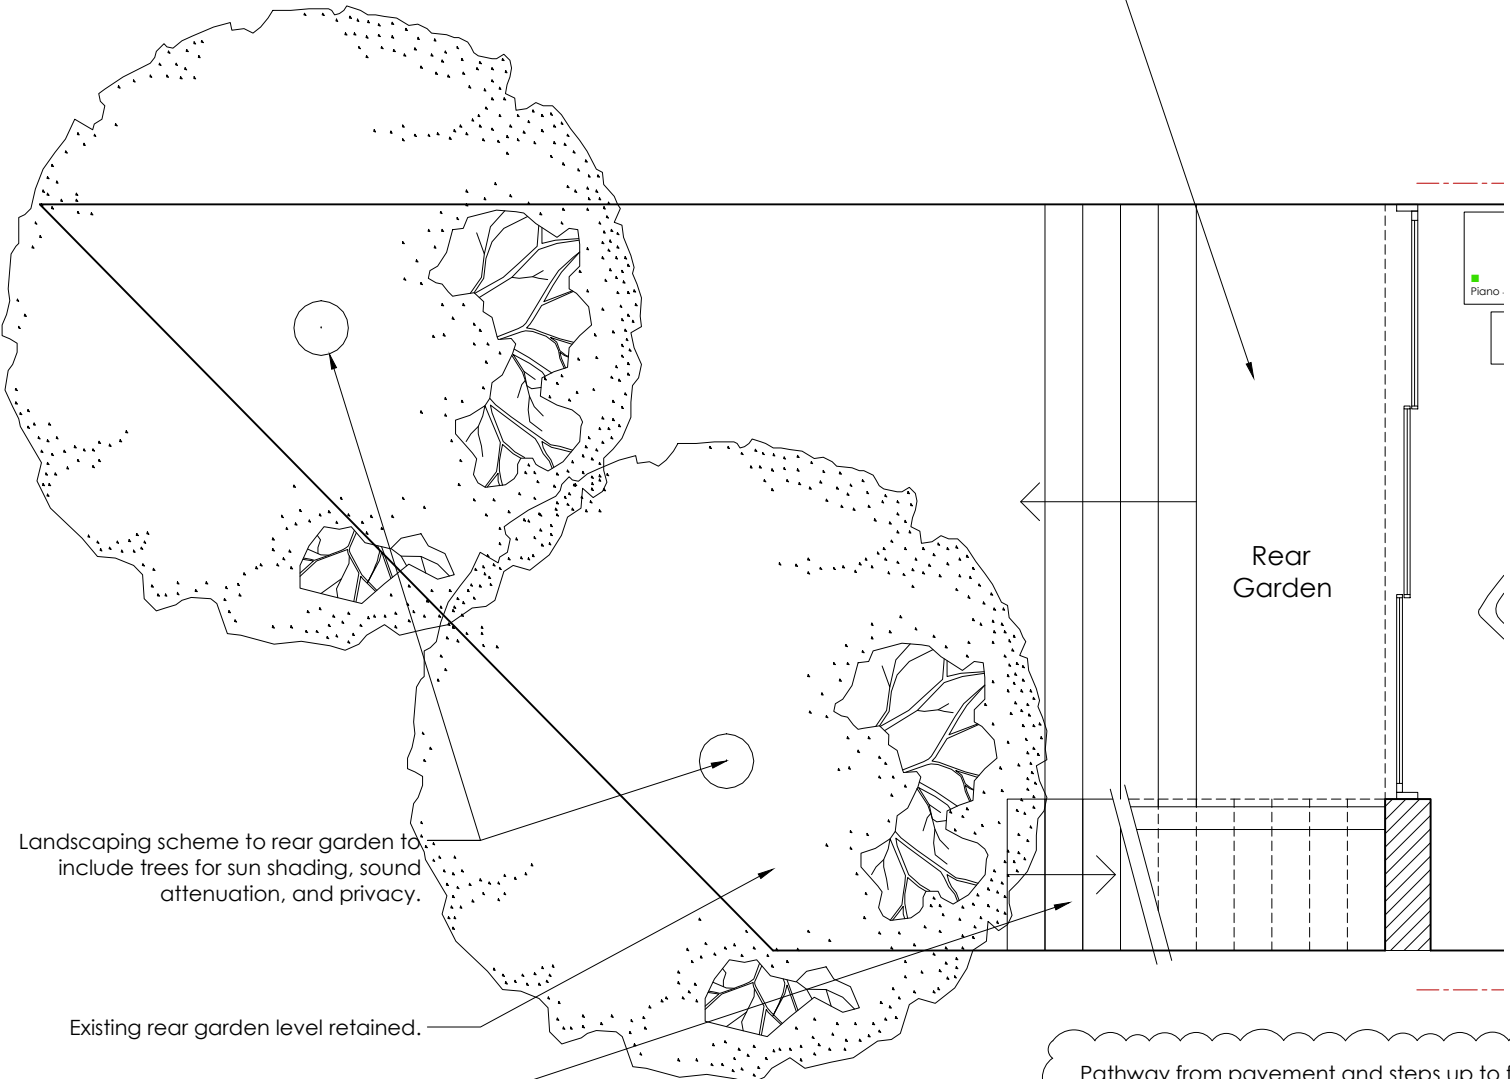 Piano
Rear
Garden
Landscaping scheme to rear garden to
include trees for sun shading, sound
attenuation, and privacy.
Existing rear garden level retained.
Pathway from pavement and steps up to